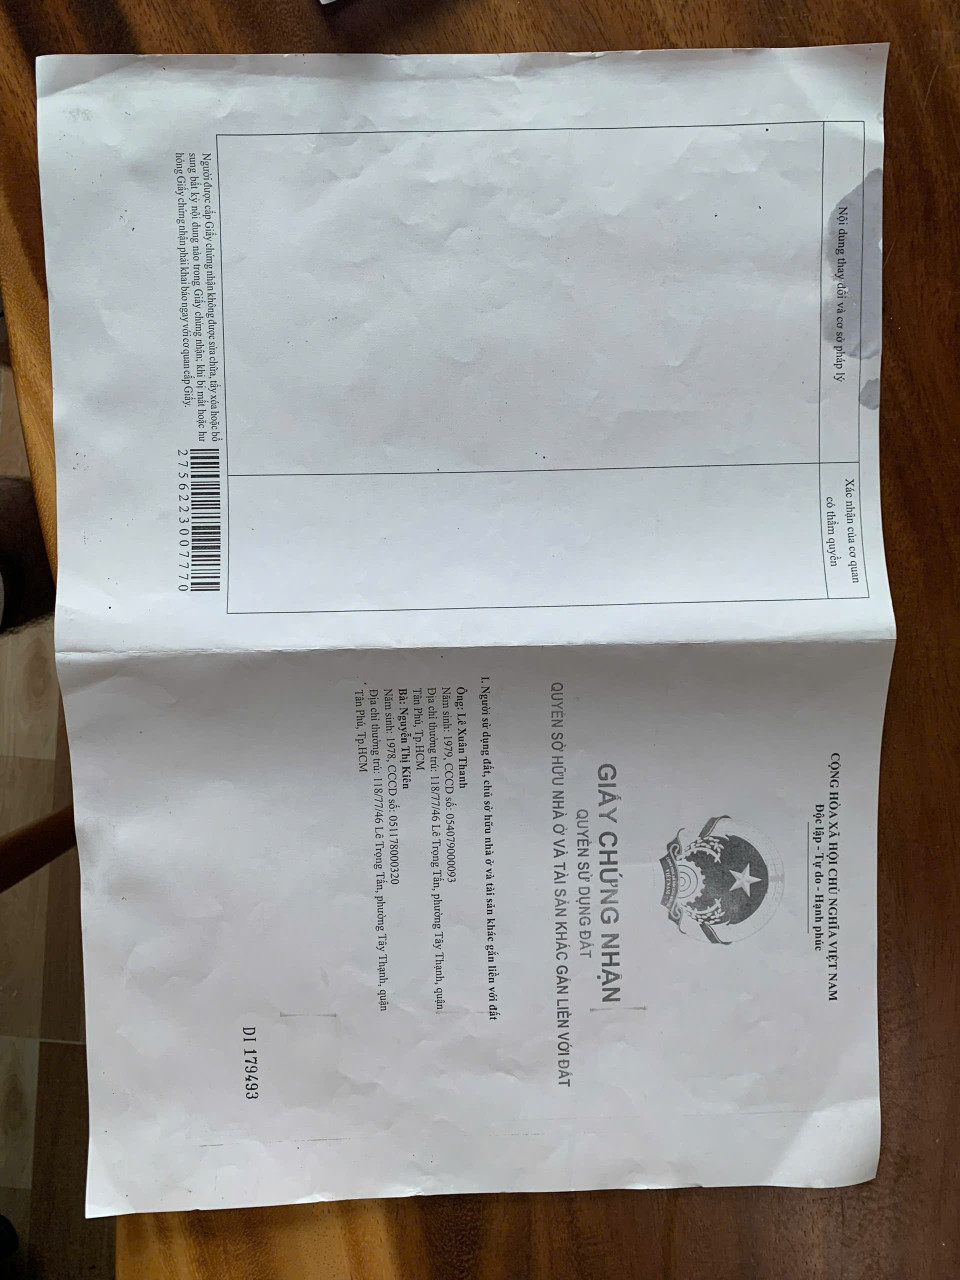 Nội dung thay đổi và cơ sở pháp lý
Xác nhận của cơ quan
có thẩm quyền
Người được cấp Giấy chứng nhận không được sửa chữa, tẩy xóa hoặc bổ
sung bất kỳ nội dung nào trong Giấy chứng nhận; khi bị mất hoặc hư
hỏng Giấy chứng nhận phải khai báo ngay với cơ quan cấp Giấy.
2756223007770
CỘNG HÒA XÃ HỘI CHỦ NGHĨA VIỆT NAM
Độc lập - Tự do - Hạnh phúc
VIỆT NAM
GIẤY CHỨNG NHẬN
QUYỀN SỬ DỤNG ĐẤT
QUYỀN SỞ HỮU NHÀ Ở VÀ TÀI SẢN KHÁC GẮN LIỀN VỚI ĐẤT
I. Người sử dụng đất, chủ sở hữu nhà ở và tài sản khác gắn liền với đất
Ông: Lê Xuân Thanh
Năm sinh: 1979, CCCD số: 054079000093
Địa chỉ thường trú: 118/77/46 Lê Trọng Tấn, phường Tây Thạnh, quận
Tân Phú, Tp.HCM
Bà: Nguyễn Thị Kiên
Năm sinh: 1978, CCCD số: 051178000320
Địa chỉ thường trú: 118/77/46 Lê Trọng Tấn, phường Tây Thạnh, quận
Tân Phú, Tp.HCM
DI 179493